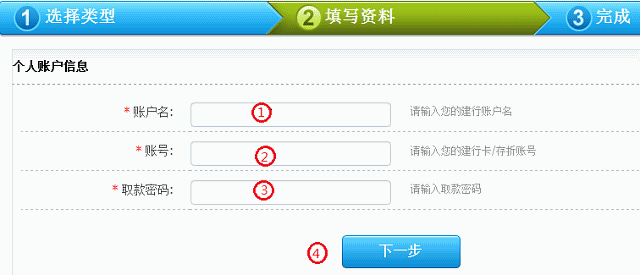 1 选择类型 2 填写资料 3 完成
个人账户信息
* 账户名: ① 请输入您的建行账户名
* 账号: ② 请输入您的建行卡/存折账号
* 取款密码: ③ 请输入取款密码
④ 下一步